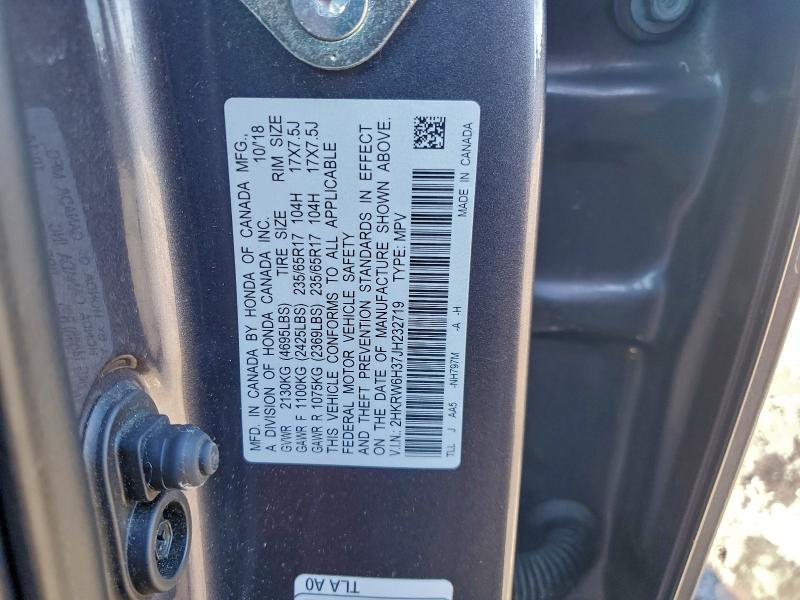 MFD. IN CANADA BY HONDA OF CANADA MFG.,
A DIVISION OF HONDA CANADA INC. 10/18
GVWR 2130KG (4695LBS) TIRE SIZE RIM SIZE
GAWR F 1100KG (2425LBS) 235/65R17 104H 17X7.5J
GAWR R 1075KG (2369LBS) 235/65R17 104H 17X7.5J
THIS VEHICLE CONFORMS TO ALL APPLICABLE
FEDERAL MOTOR VEHICLE SAFETY
AND THEFT PREVENTION STANDARDS IN EFFECT
ON THE DATE OF MANUFACTURE SHOWN ABOVE.
V.I.N.: 2HKRW6H37JH232719 TYPE: MPV
TLL J AA5 -NH797M -A -H
MADE IN CANADA
TLA A0